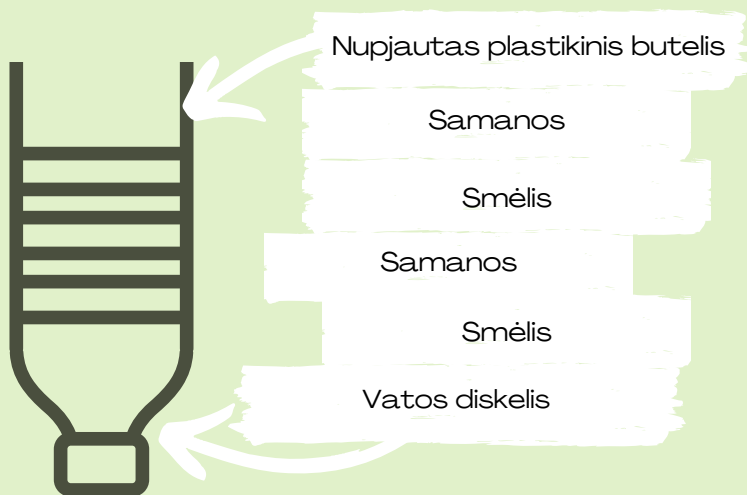 Nupjautas plastikinis butelis
Samanos
Smėlis
Samanos
Smėlis
Vatos diskelis